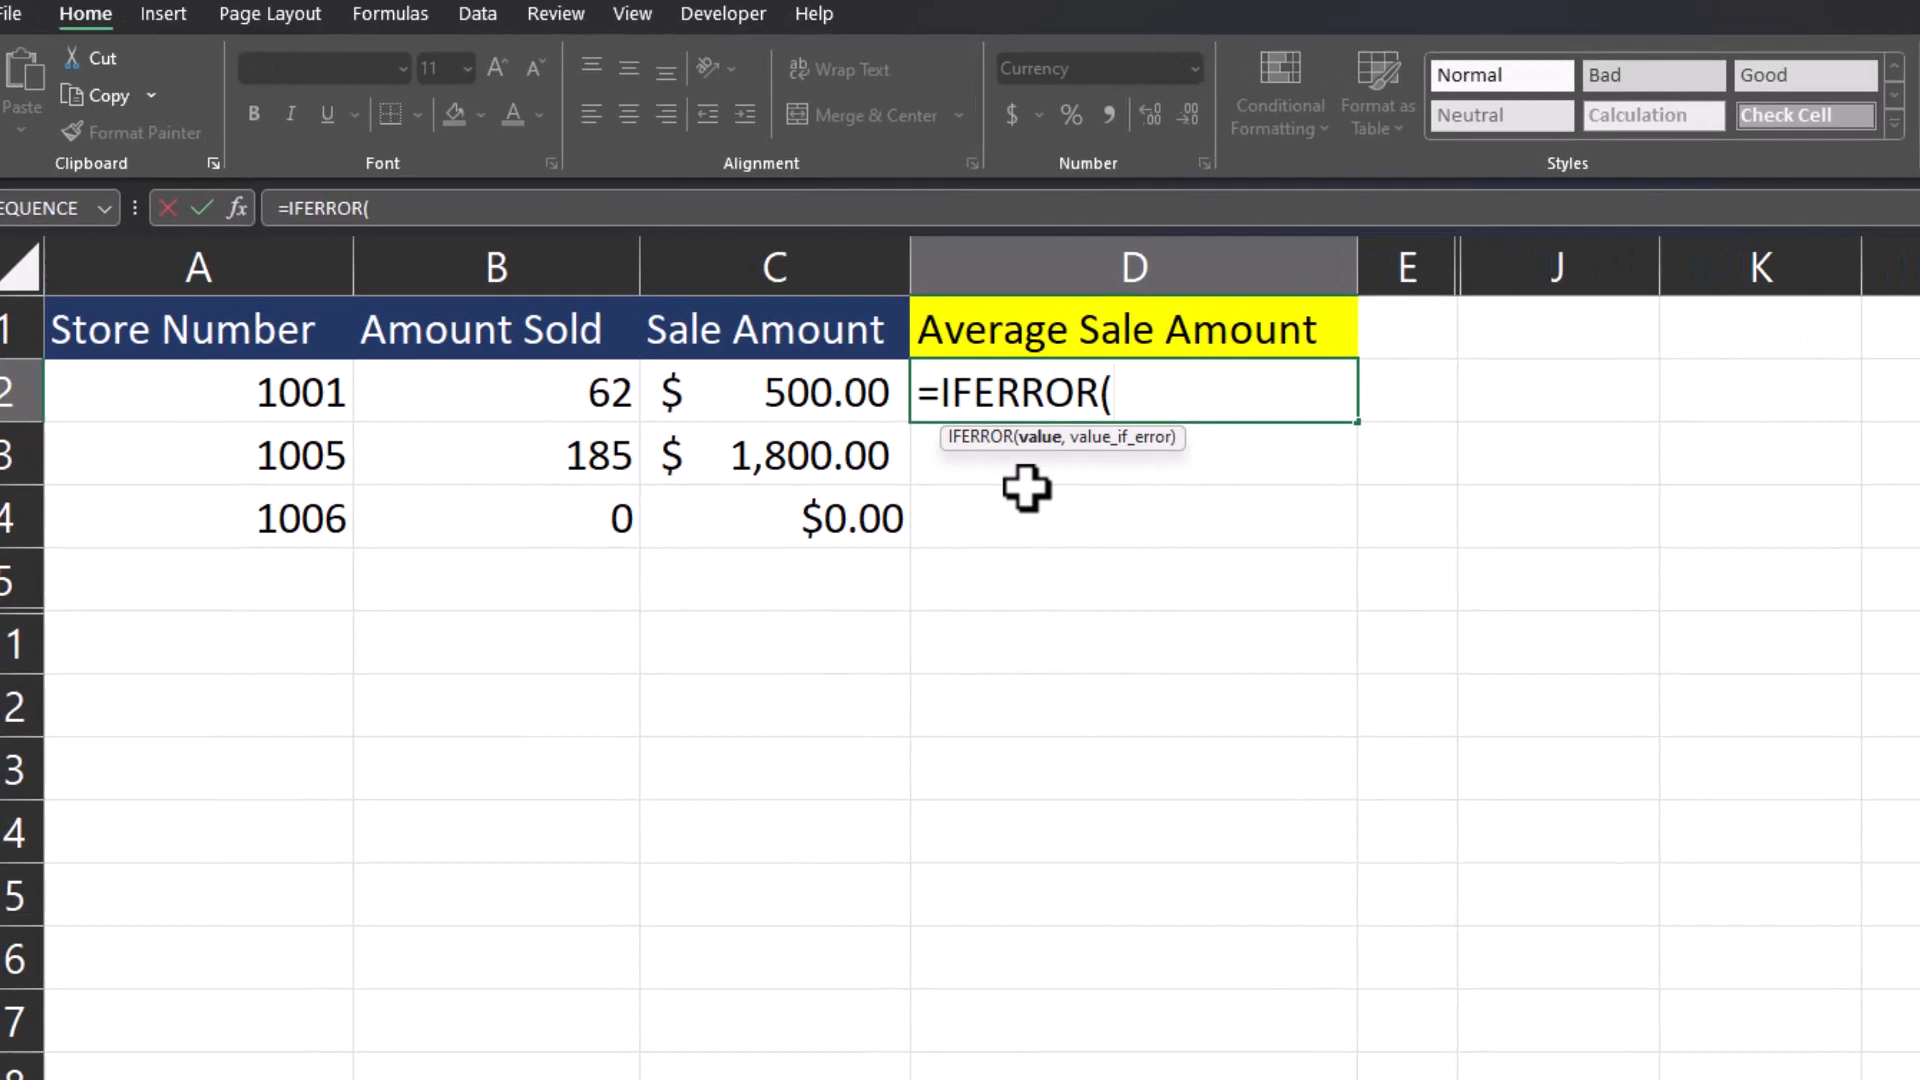 File Home Insert Page Layout Formulas Data Review View Developer Help
Cut
Copy
Paste
Format Painter
Clipboard
11
B I U
Font
Wrap Text
Merge & Center
Alignment
Currency
$ % 9
Number
Conditional Formatting
Format as Table
Normal Bad Good
Neutral Calculation Check Cell
Styles
EQUENCE fx =IFERROR(
A B C D E J K
1 Store Number Amount Sold Sale Amount Average Sale Amount
2 1001 62 $ 500.00 =IFERROR(
IFERROR(value, value_if_error)
3 1005 185 $ 1,800.00
4 1006 0 $0.00
5
1
2
3
4
5
6
7
8